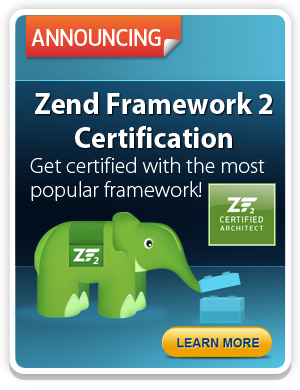 ANNOUNCING
Zend Framework 2
Certification
Get certified with the most
popular framework!
ZF2
CERTIFIED
ARCHITECT
ZF2
LEARN MORE